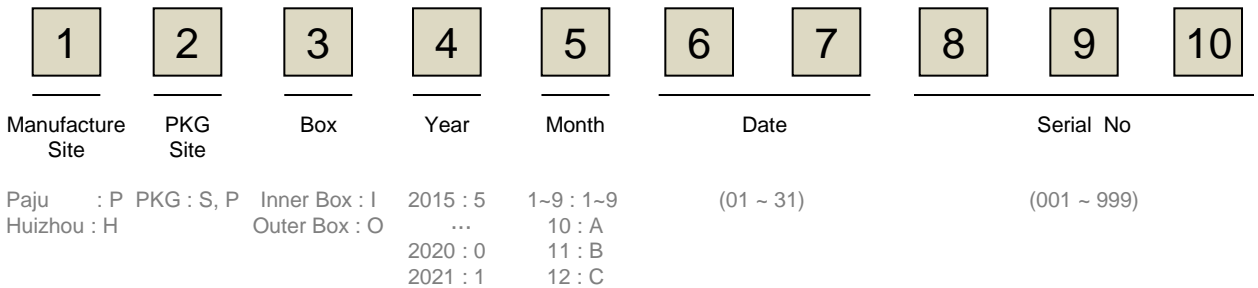 1 2 3 4 5 6 7 8 9 10
Manufacture Site PKG Site Box Year Month Date Serial No
Paju : P PKG : S, P Inner Box : I 2015 : 5 1~9 : 1~9 (01 ~ 31) (001 ~ 999)
Huizhou : H Outer Box : O ... 10 : A
2020 : 0 11 : B
2021 : 1 12 : C